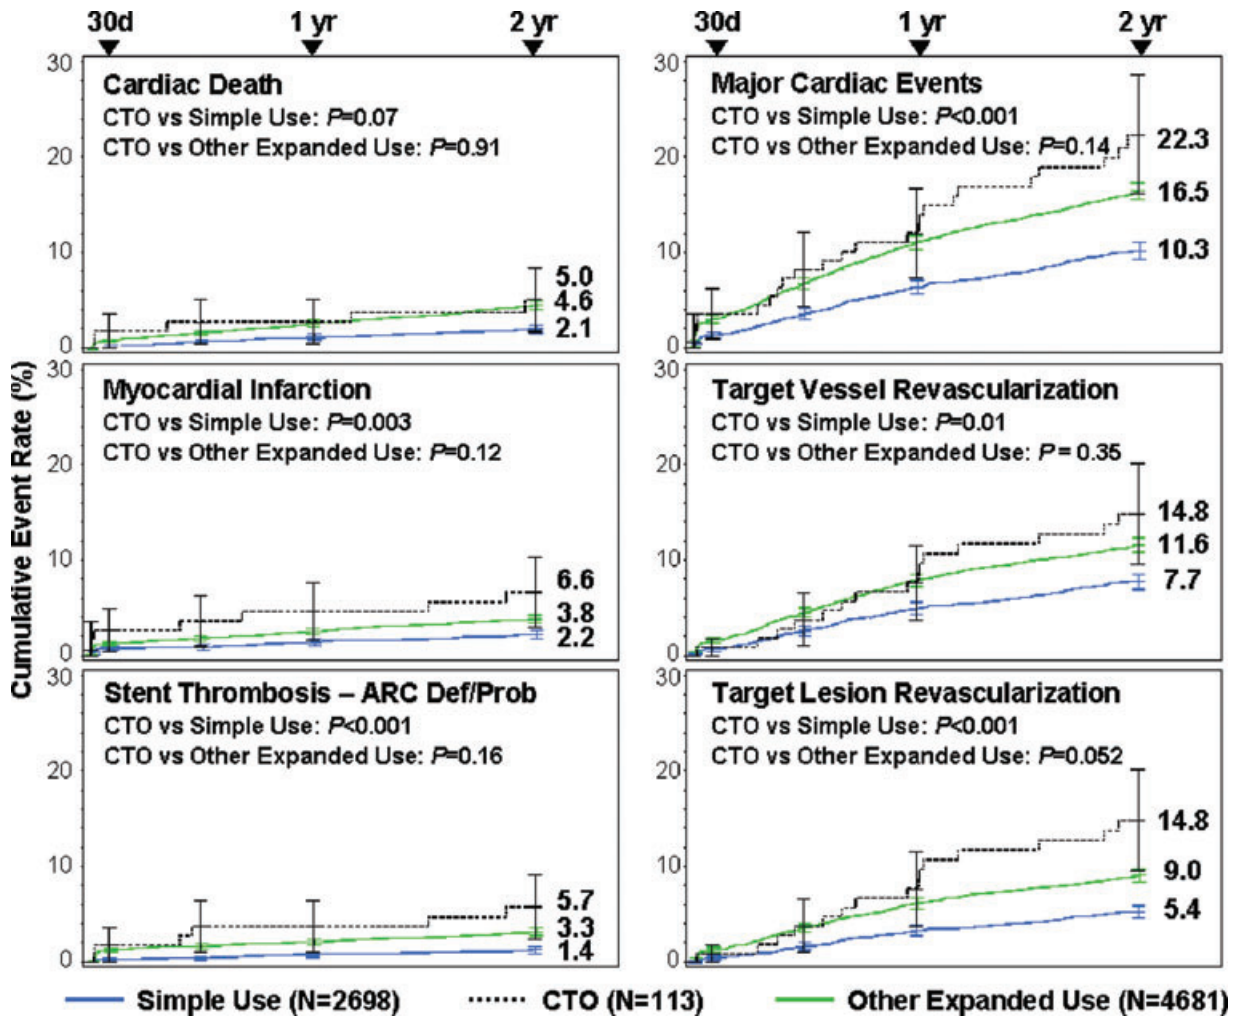 30d 1 yr 2 yr
30d 1 yr 2 yr
Cumulative Event Rate (%)
30
20
10
0
Cardiac Death
CTO vs Simple Use: P=0.07
CTO vs Other Expanded Use: P=0.91
5.0
4.6
2.1
30
20
10
0
Major Cardiac Events
CTO vs Simple Use: P<0.001
CTO vs Other Expanded Use: P=0.14
22.3
16.5
10.3
30
20
10
0
Myocardial Infarction
CTO vs Simple Use: P=0.003
CTO vs Other Expanded Use: P=0.12
6.6
3.8
2.2
30
20
10
0
Target Vessel Revascularization
CTO vs Simple Use: P=0.01
CTO vs Other Expanded Use: P = 0.35
14.8
11.6
7.7
30
20
10
0
Stent Thrombosis – ARC Def/Prob
CTO vs Simple Use: P<0.001
CTO vs Other Expanded Use: P=0.16
5.7
3.3
1.4
30
20
10
0
Target Lesion Revascularization
CTO vs Simple Use: P<0.001
CTO vs Other Expanded Use: P=0.052
14.8
9.0
5.4
Simple Use (N=2698) CTO (N=113) Other Expanded Use (N=4681)